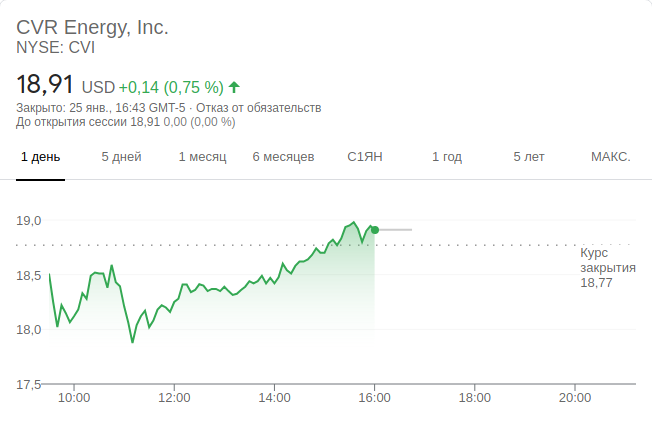 CVR Energy, Inc.
NYSE: CVI
18,91 USD +0,14 (0,75 %)
Закрыто: 25 янв., 16:43 GMT-5 · Отказ от обязательств
До открытия сессии 18,91 0,00 (0,00 %)
1 день 5 дней 1 месяц 6 месяцев С1ЯН 1 год 5 лет МАКС.
19,0
Курс
закрытия
18,77
18,5
18,0
17,5
10:00 12:00 14:00 16:00 18:00 20:00